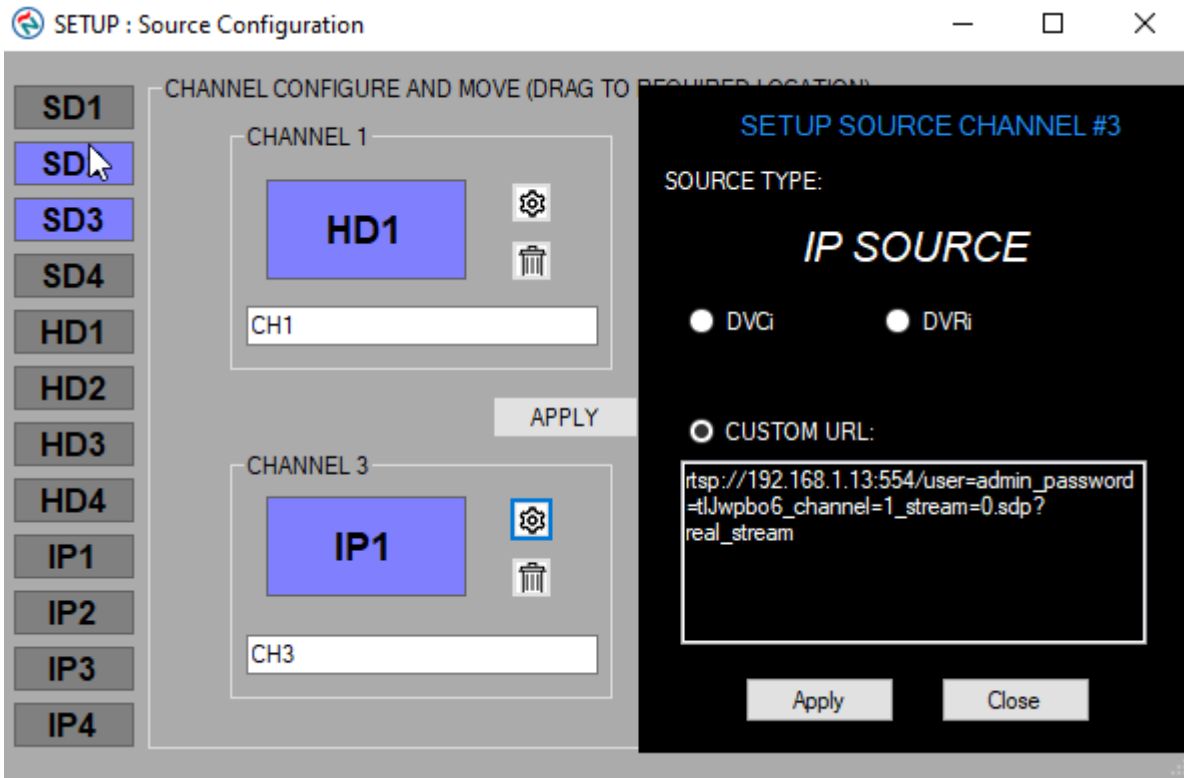 SETUP : Source Configuration
SD1
SD
SD3
SD4
HD1
HD2
HD3
HD4
IP1
IP2
IP3
IP4
CHANNEL CONFIGURE AND MOVE (DRAG TO REQUIRED LOCATION)
CHANNEL 1
HD1
CH1
APPLY
CHANNEL 3
IP1
CH3
SETUP SOURCE CHANNEL #3
SOURCE TYPE:
IP SOURCE
DVCi
DVRi
CUSTOM URL:
rtsp://192.168.1.13:554/user=admin_password
=tlJwpbo6_channel=1_stream=0.sdp?
real_stream
Apply
Close